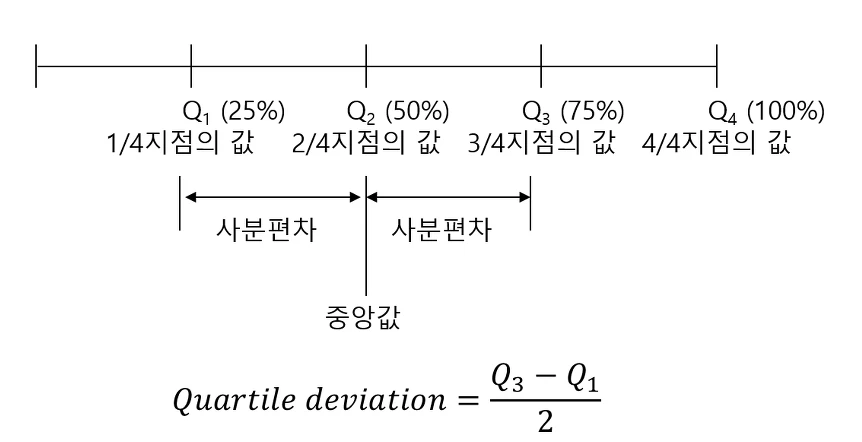 Q₁ (25%) Q₂ (50%) Q₃ (75%) Q₄ (100%)
1/4지점의 값 2/4지점의 값 3/4지점의 값 4/4지점의 값
사분편차 사분편차
중앙값
Quartile deviation = (Q₃ − Q₁) / 2